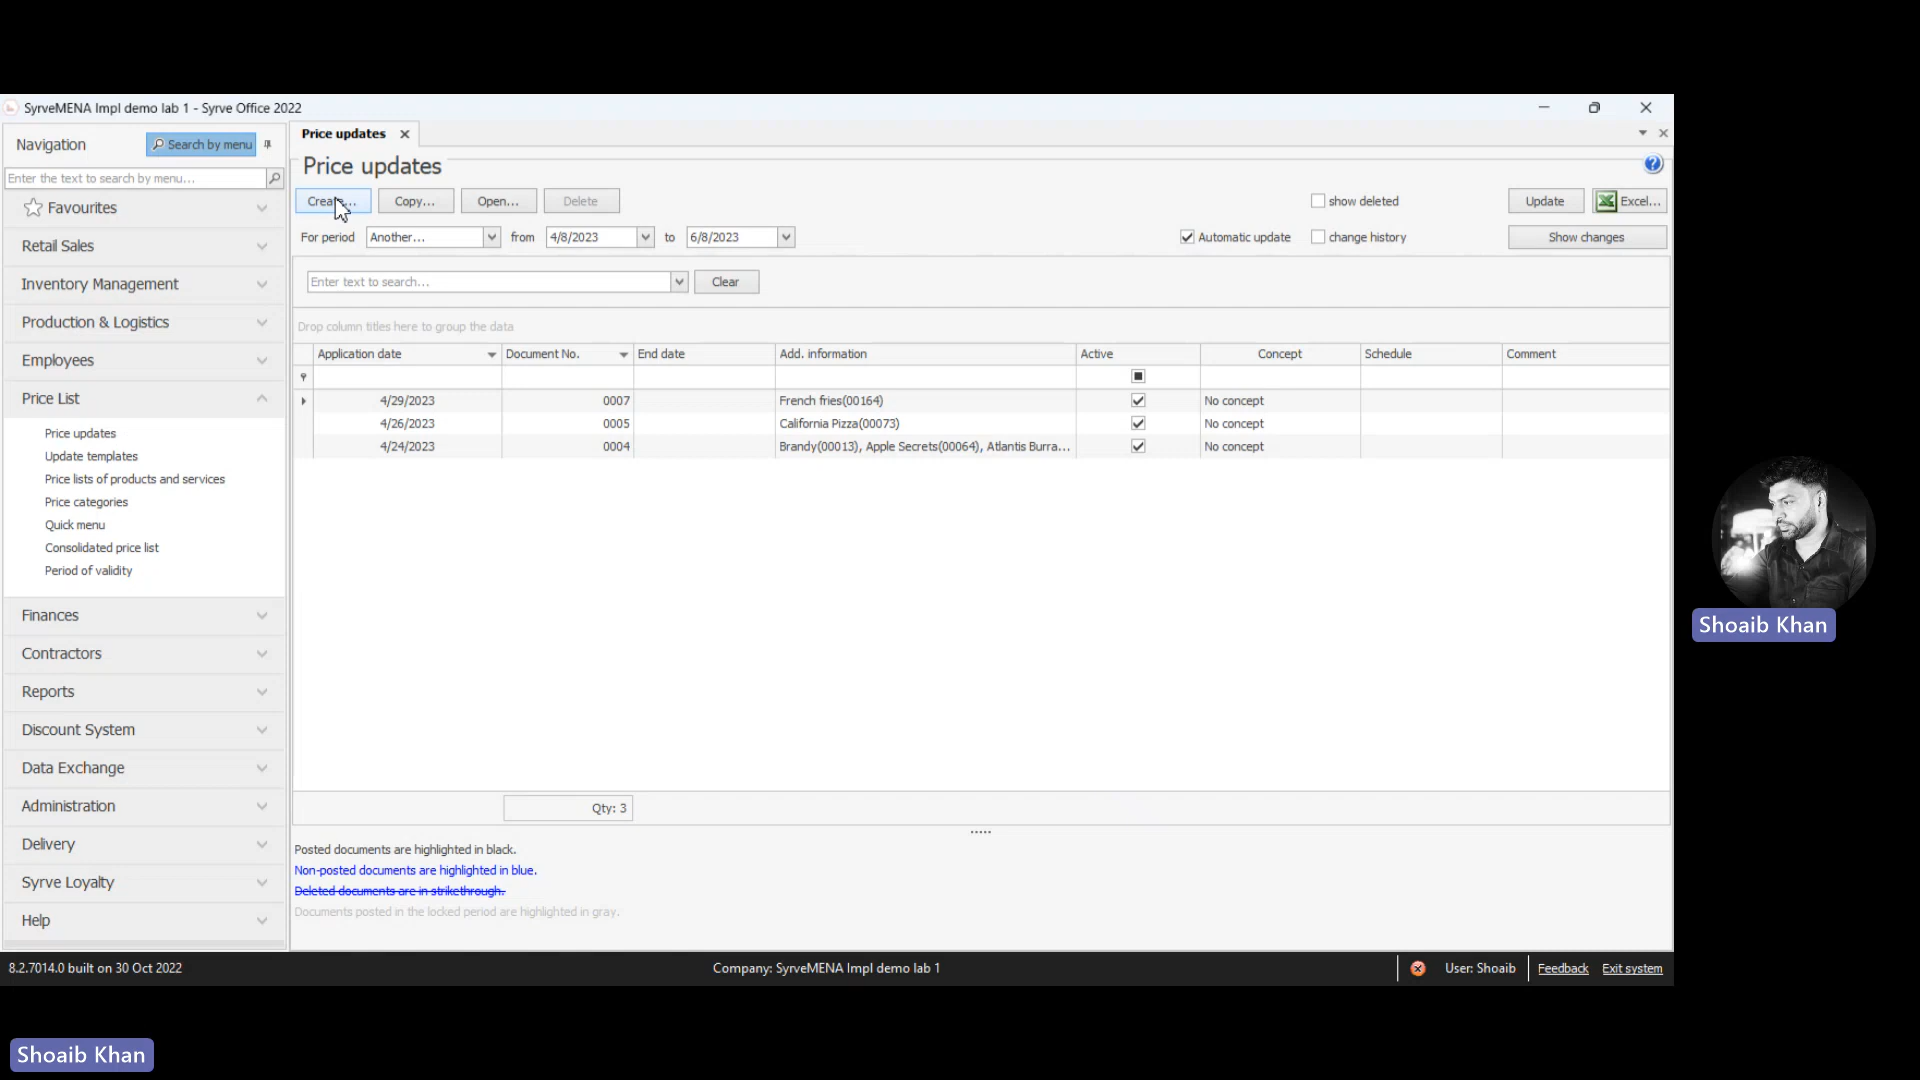 SyrveMENA Impl demo lab 1 - Syrve Office 2022
Navigation
Search by menu
Price updates
Enter the text to search by menu...
Price updates
Create...
Copy...
Open...
Delete
show deleted
Update
Excel...
For period
Another...
from
4/8/2023
to
6/8/2023
Automatic update
change history
Show changes
Enter text to search...
Clear
Drop column titles here to group the data
Application date
Document No.
End date
Add. information
Active
Concept
Schedule
Comment
4/29/2023 0007 French fries(00164) No concept
4/26/2023 0005 California Pizza(00073) No concept
4/24/2023 0004 Brandy(00013), Apple Secrets(00064), Atlantis Burra... No concept
Qty: 3
Posted documents are highlighted in black.
Non-posted documents are highlighted in blue.
Deleted documents are in strikethrough.
Documents posted in the locked period are highlighted in gray.
Favourites
Retail Sales
Inventory Management
Production & Logistics
Employees
Price List
Price updates
Update templates
Price lists of products and services
Price categories
Quick menu
Consolidated price list
Period of validity
Finances
Contractors
Reports
Discount System
Data Exchange
Administration
Delivery
Syrve Loyalty
Help
8.2.7014.0 built on 30 Oct 2022
Company: SyrveMENA Impl demo lab 1
User: Shoaib
Feedback
Exit system
Shoaib Khan
Shoaib Khan